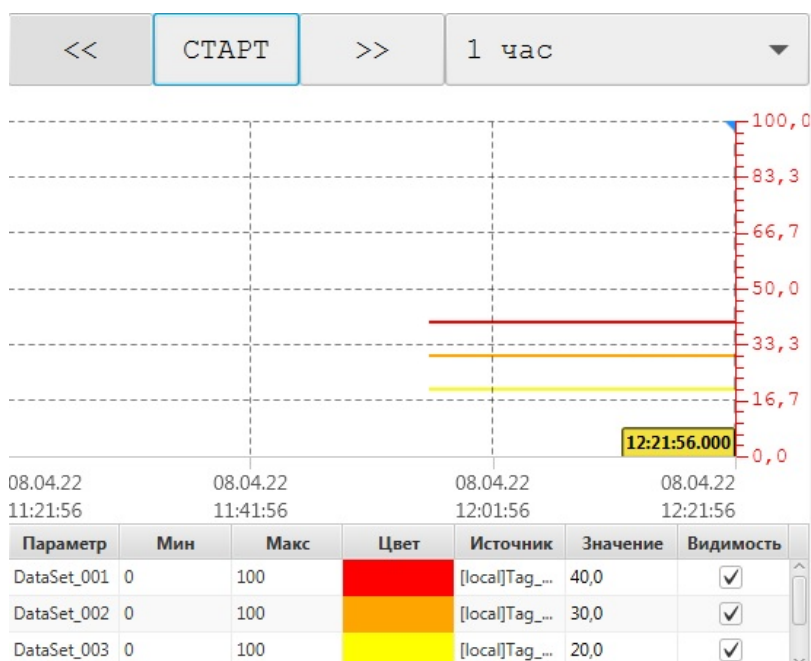 << СТАРТ >> 1 час
100,0
83,3
66,7
50,0
33,3
16,7
12:21:56.000
0,0
08.04.22 08.04.22 08.04.22 08.04.22
11:21:56 11:41:56 12:01:56 12:21:56
Параметр Мин Макс Цвет Источник Значение Видимость
DataSet_001 0 100 [local]Tag_... 40,0
DataSet_002 0 100 [local]Tag_... 30,0
DataSet_003 0 100 [local]Tag_... 20,0